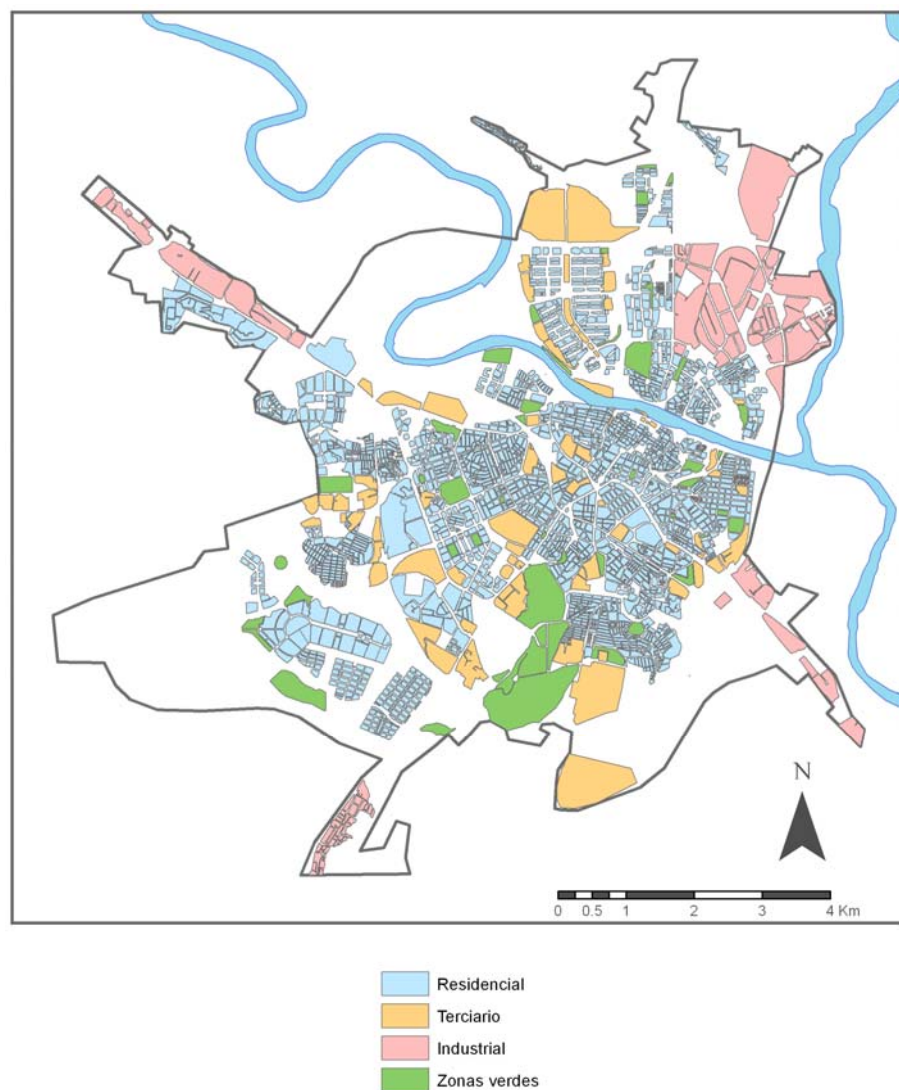 N
0 0.5 1 2 3 4 Km
Residencial
Terciario
Industrial
Zonas verdes